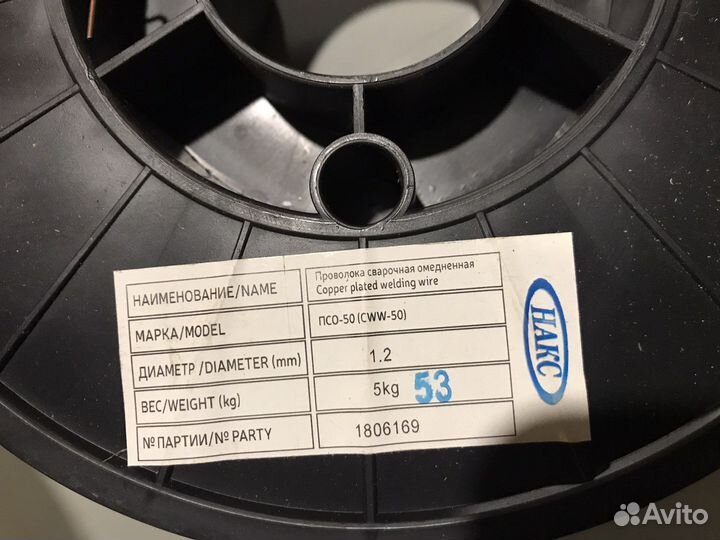 НАИМЕНОВАНИЕ/NAME
Проволока сварочная омедненная
Copper plated welding wire
МАРКА/MODEL
ПСО-50 (CWW-50)
ДИАМЕТР /DIAMETER (mm)
1.2
ВЕС/WEIGHT (kg)
5kg 53
№ ПАРТИИ/№ PARTY
1806169
НАКС
Avito